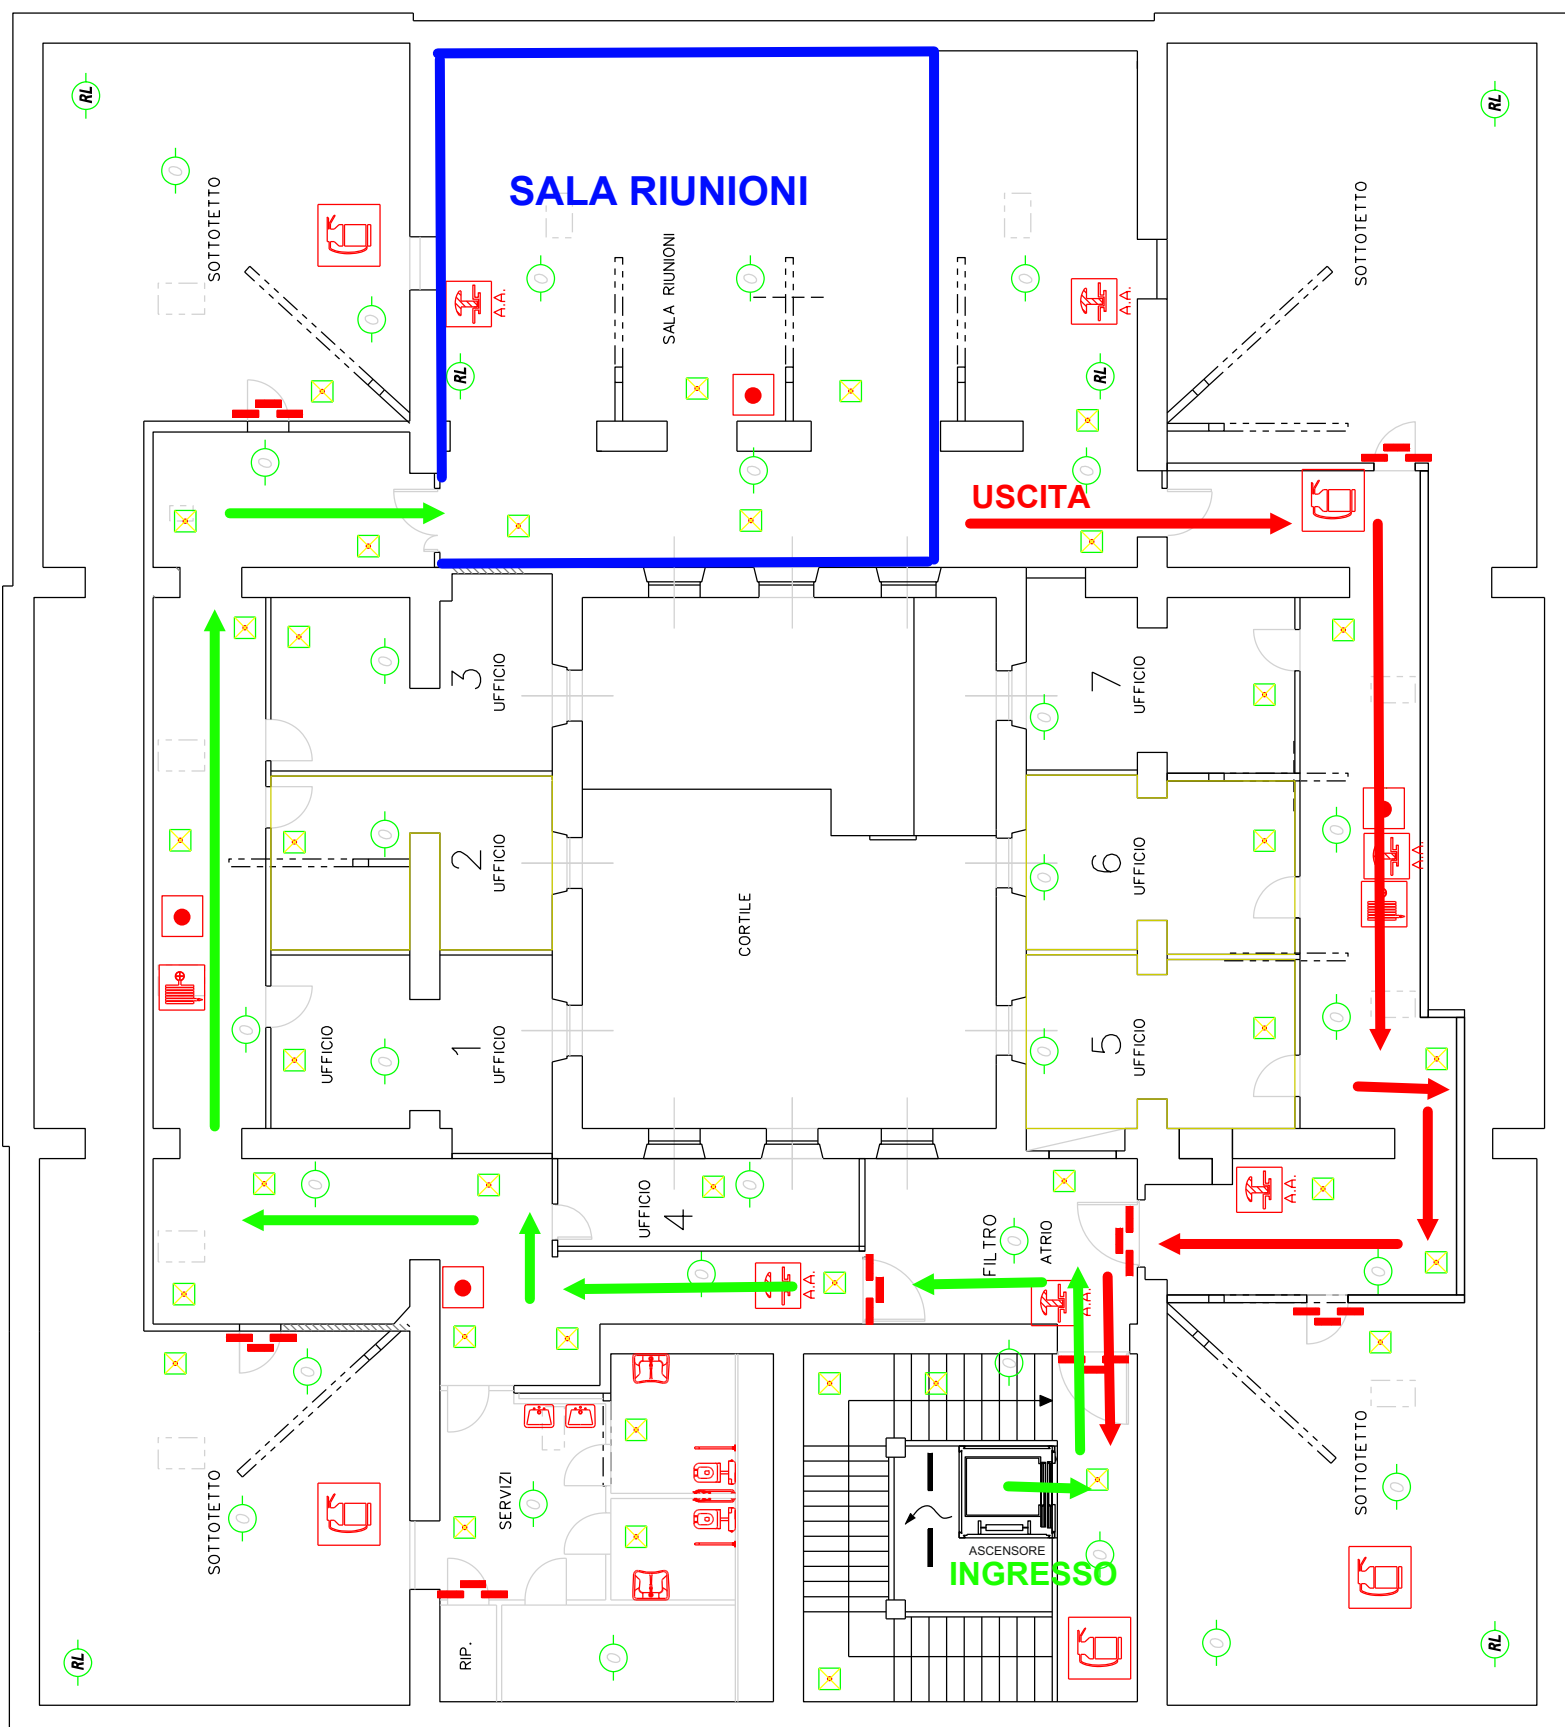 RL
RL
SOTTOTETTO
SALA RIUNIONI
SOTTOTETTO
SALA RIUNIONI
A.A.
A.A.
RL
RL
USCITA
3
UFFICIO
7
UFFICIO
2
UFFICIO
6
UFFICIO
A.A.
CORTILE
UFFICIO
1
UFFICIO
5
UFFICIO
UFFICIO
4
FILTRO
ATRIO
A.A.
A.A.
A.A.
SOTTOTETTO
SERVIZI
SOTTOTETTO
ASCENSORE
INGRESSO
RIP.
RL
RL